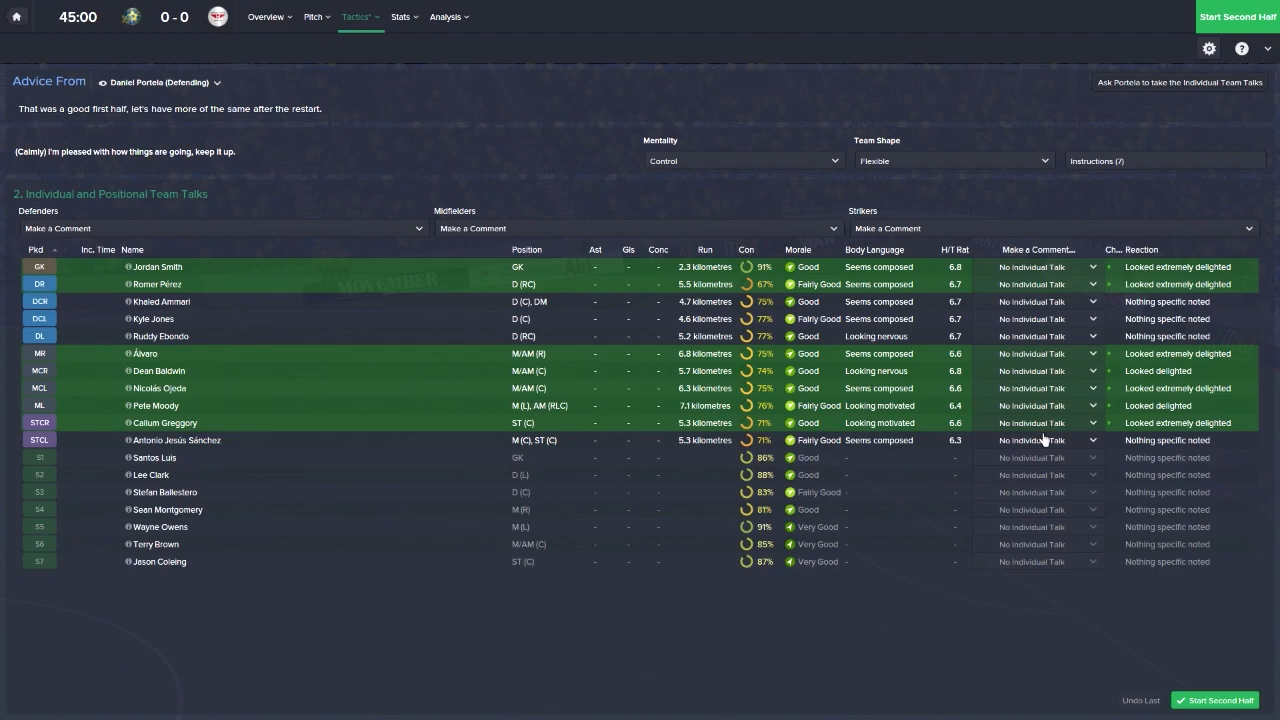 45:00 0 - 0 Overview Pitch Tactics* Stats Analysis Start Second Half
Advice From Daniel Portela (Defending) Ask Portela to take the Individual Team Talks
That was a good first half, let's have more of the same after the restart.
Mentality Team Shape
(Calmly) I'm pleased with how things are going, keep it up. Control Flexible Instructions (7)
2. Individual and Positional Team Talks
Defenders Midfielders Strikers
Make a Comment Make a Comment Make a Comment
Pkd Inc. Time Name Position Ast Gls Conc Run Con Morale Body Language H/T Rat Make a Comment... Ch... Reaction
GK Jordan Smith GK - - - 2.3 kilometres 91% Good Seems composed 6.8 No Individual Talk Looked extremely delighted
DR Romer Pérez D (RC) - - - 5.5 kilometres 67% Fairly Good Seems composed 6.7 No Individual Talk Looked extremely delighted
DCR Khaled Ammari D (C), DM - - - 4.7 kilometres 75% Good Seems composed 6.7 No Individual Talk Nothing specific noted
DCL Kyle Jones D (C) - - - 4.6 kilometres 77% Fairly Good Seems composed 6.7 No Individual Talk Nothing specific noted
DL Ruddy Ebondo D (RC) - - - 5.2 kilometres 77% Good Looking nervous 6.7 No Individual Talk Nothing specific noted
MR Álvaro M/AM (R) - - - 6.8 kilometres 75% Good Seems composed 6.6 No Individual Talk Looked extremely delighted
MCR Dean Baldwin M/AM (C) - - - 5.7 kilometres 74% Good Looking nervous 6.8 No Individual Talk Looked delighted
MCL Nicolás Ojeda M/AM (C) - - - 6.3 kilometres 75% Good Seems composed 6.6 No Individual Talk Looked extremely delighted
ML Pete Moody M (L), AM (RLC) - - - 7.1 kilometres 76% Fairly Good Looking motivated 6.4 No Individual Talk Looked delighted
STCR Callum Greggory ST (C) - - - 5.3 kilometres 71% Good Looking motivated 6.6 No Individual Talk Looked extremely delighted
STCL Antonio Jesús Sánchez M (C), ST (C) - - - 5.3 kilometres 71% Fairly Good Seems composed 6.3 No Individual Talk Nothing specific noted
S1 Santos Luis GK - - - 86% Good - - No Individual Talk Nothing specific noted
S2 Lee Clark D (L) - - - 88% Good - - No Individual Talk Nothing specific noted
S3 Stefan Ballestero D (C) - - - 83% Fairly Good - - No Individual Talk Nothing specific noted
S4 Sean Montgomery M (R) - - - 81% Good - - No Individual Talk Nothing specific noted
S5 Wayne Owens M (L) - - - 91% Very Good - - No Individual Talk Nothing specific noted
S6 Terry Brown M/AM (C) - - - 85% Very Good - - No Individual Talk Nothing specific noted
S7 Jason Coleing ST (C) - - - 87% Very Good - - No Individual Talk Nothing specific noted
Undo Last Start Second Half